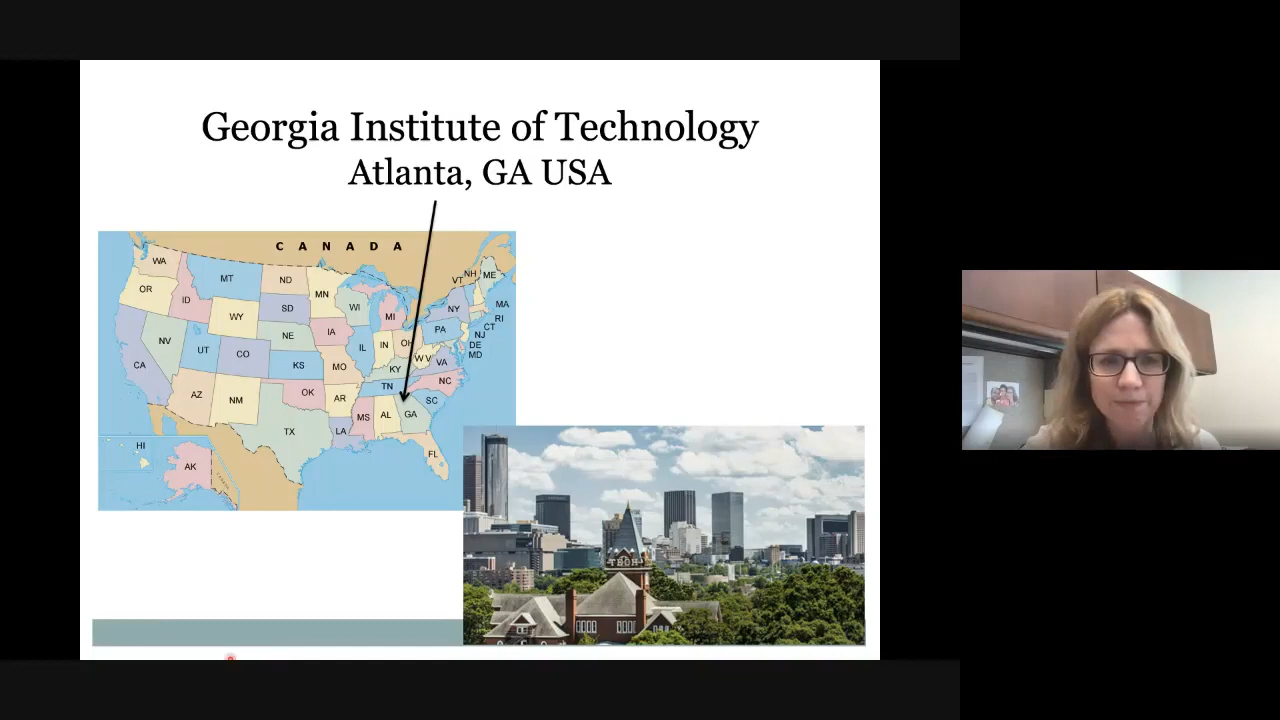 Georgia Institute of Technology
Atlanta, GA USA
CANADA
WA
MT
ND
MN
VT
NH
ME
OR
ID
SD
WI
MI
NY
MA
RI
CT
WY
IA
PA
NJ
DE
MD
NV
UT
CO
NE
IL
IN
OH
WV
VA
CA
KS
MO
KY
NC
TN
AZ
NM
OK
AR
SC
MS
AL
GA
TX
LA
FL
HI
AK
TECH